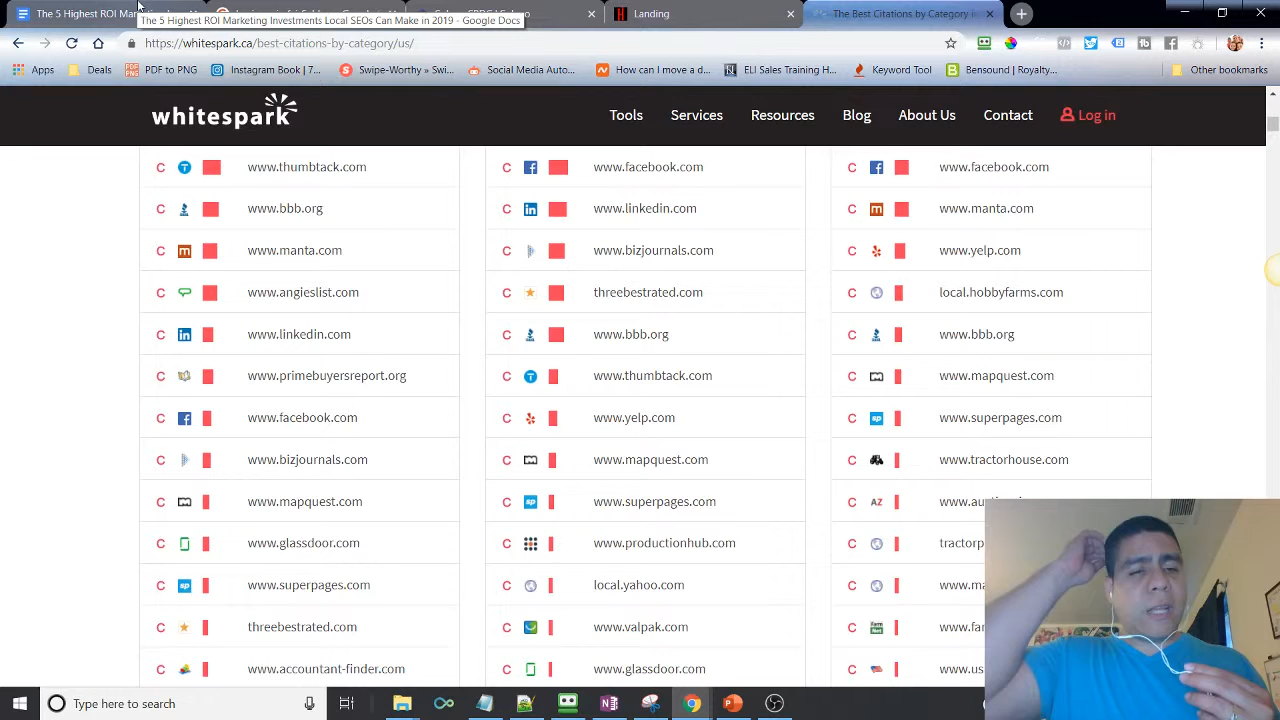 The 5 Highest ROI Mar
Landing
The Best Citations by Category in
The 5 Highest ROI Marketing Investments Local SEOs Can Make in 2019 - Google Docs
https://whitespark.ca/best-citations-by-category/us/
Apps
Deals
PDF to PNG
Instagram Book | 7...
Swipe-Worthy » Swi...
Social Media Auto...
How can I move a d...
ELI Sales Training H...
Keyword Tool
Bensound | Royalty...
Other bookmarks
whitespark
Tools
Services
Resources
Blog
About Us
Contact
Log in
C www.thumbtack.com
C www.facebook.com
C www.facebook.com
C www.bbb.org
C www.linkedin.com
C www.manta.com
C www.manta.com
C www.bizjournals.com
C www.yelp.com
C www.angieslist.com
C threebestrated.com
C local.hobbyfarms.com
C www.linkedin.com
C www.bbb.org
C www.bbb.org
C www.primebuyersreport.org
C www.thumbtack.com
C www.mapquest.com
C www.facebook.com
C www.yelp.com
C www.superpages.com
C www.bizjournals.com
C www.mapquest.com
C www.tractorhouse.com
C www.mapquest.com
C www.superpages.com
C AZ
C www.glassdoor.com
C www.productionhub.com
C tractorp
C www.superpages.com
C local.yahoo.com
C www.ma
C threebestrated.com
C www.valpak.com
C www.far
C www.accountant-finder.com
C www.glassdoor.com
C www.us
Type here to search